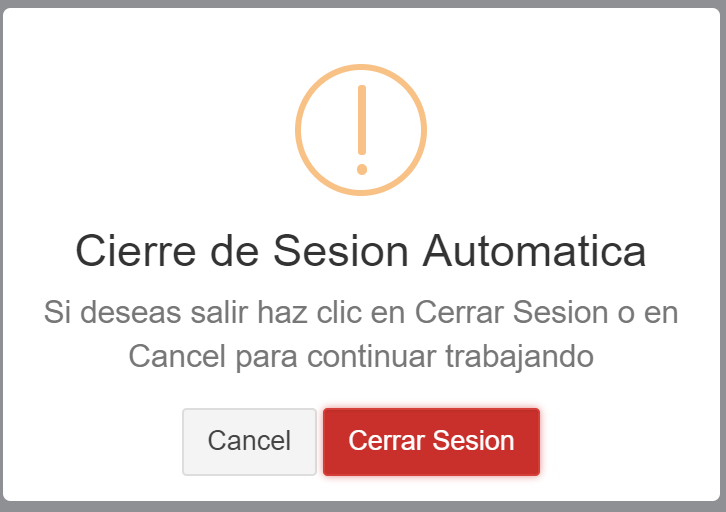 Cierre de Sesion Automatica
Si deseas salir haz clic en Cerrar Sesion o en
Cancel para continuar trabajando
Cancel
Cerrar Sesion